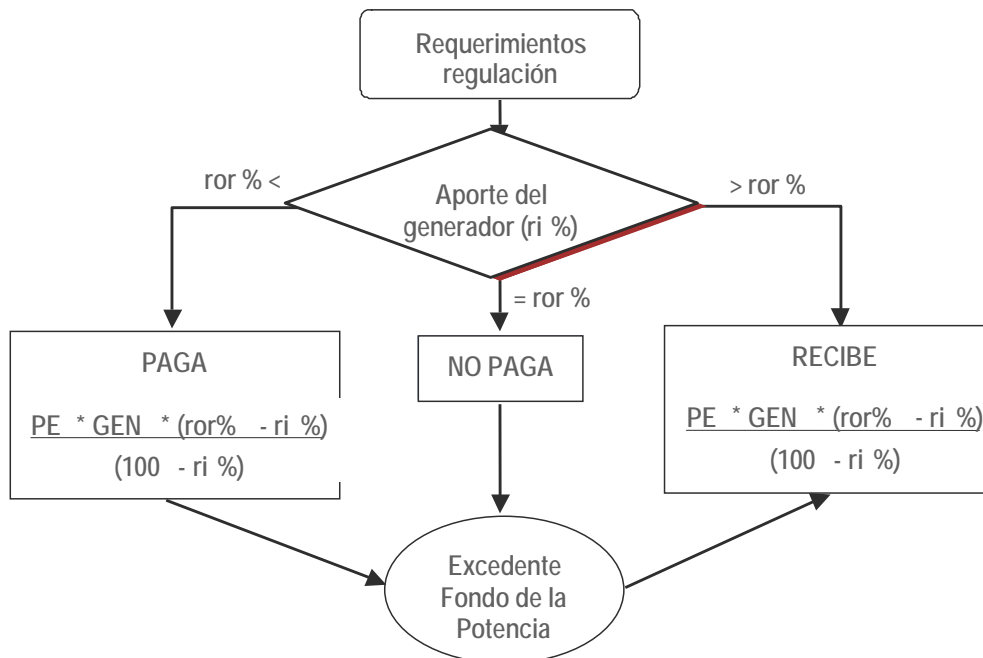 Requerimientos
regulación
ror % <
Aporte del
generador (ri %)
> ror %
= ror %
PAGA
PE * GEN * (ror% - ri %)
(100 - ri %)
NO PAGA
RECIBE
PE * GEN * (ror% - ri %)
(100 - ri %)
Excedente
Fondo de la
Potencia